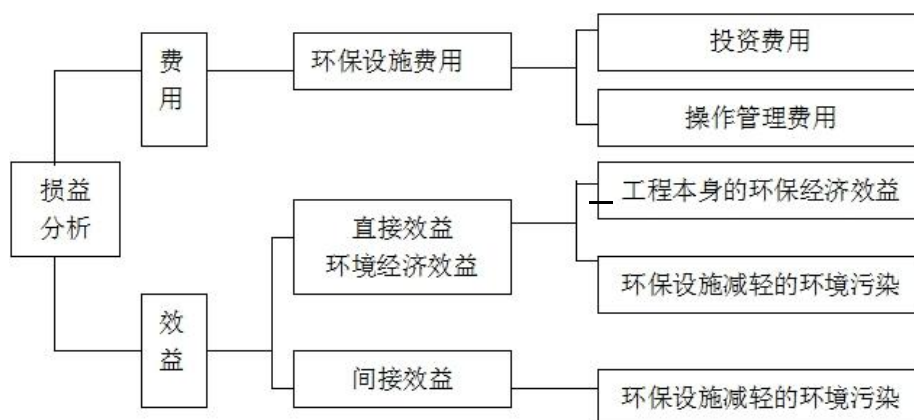 费
用
环保设施费用
投资费用
操作管理费用
损益
分析
直接效益
环境经济效益
工程本身的环保经济效益
环保设施减轻的环境污染
效
益
间接效益
环保设施减轻的环境污染